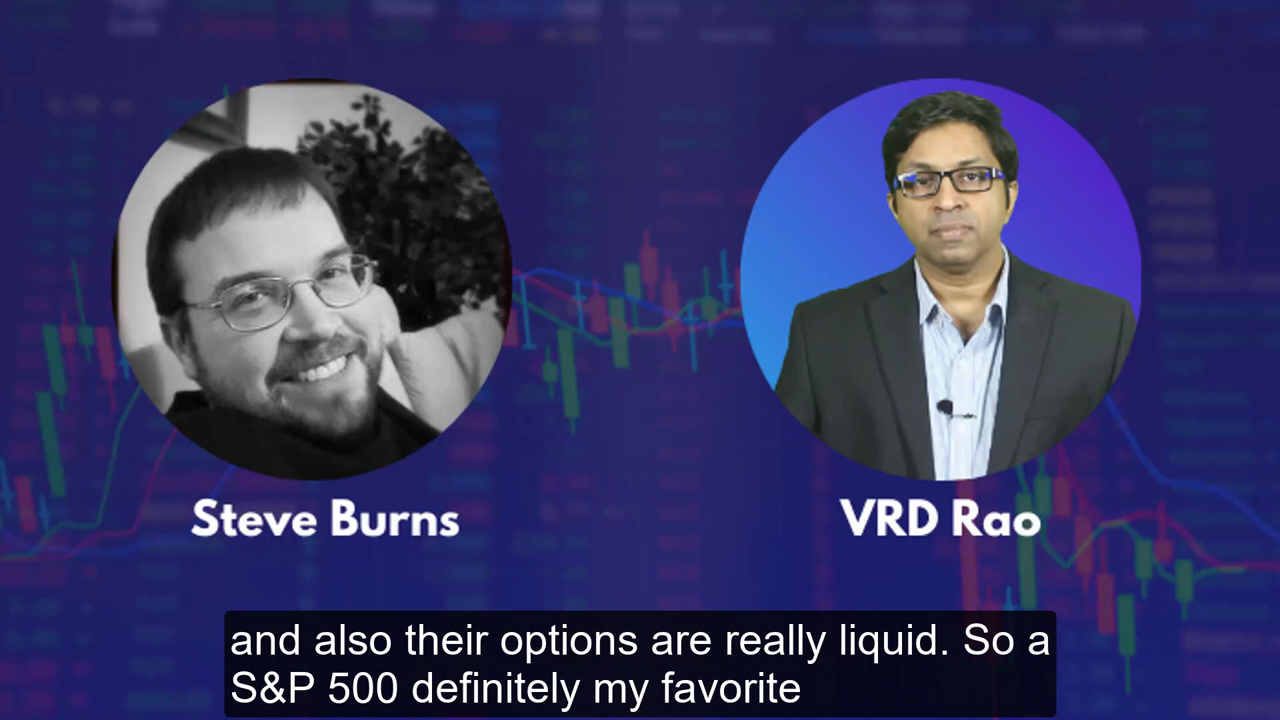 Steve Burns
VRD Rao
and also their options are really liquid. So a
S&P 500 definitely my favorite